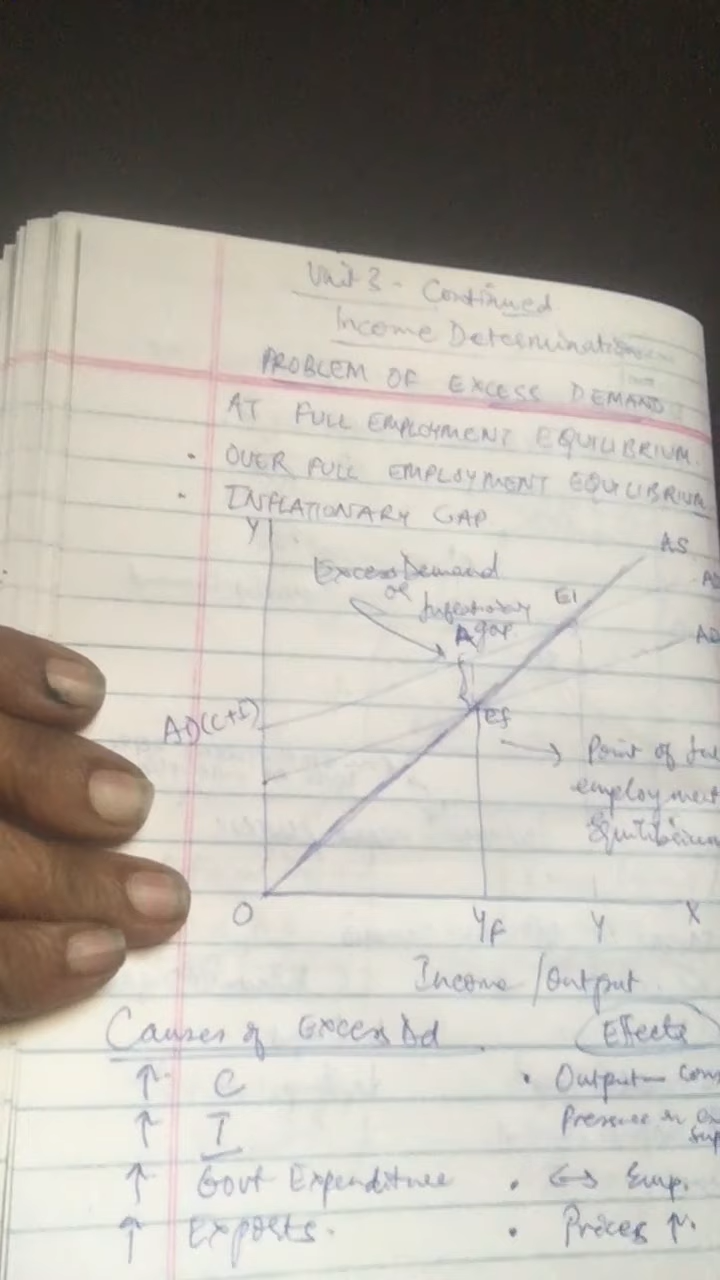 Unit 3 - Continued
Income Determination
PROBLEM OF EXCESS DEMAND
AT FULL EMPLOYMENT EQUILIBRIUM.
• OVER FULL EMPLOYMENT EQUILIBRIUM
• INFLATIONARY GAP
Y
AS
Excess Demand
or Inflationary gap
E1
A
AD(C+I)
Ef
Point of
employment
Equilibrium
O
Yf
Y
X
Income/Output
Causes of Excess Ad
Effects
↑ C
• Output
↑ I
↑ Govt Expenditure
• ↔ Emp.
↑ Exports.
• Prices ↑.